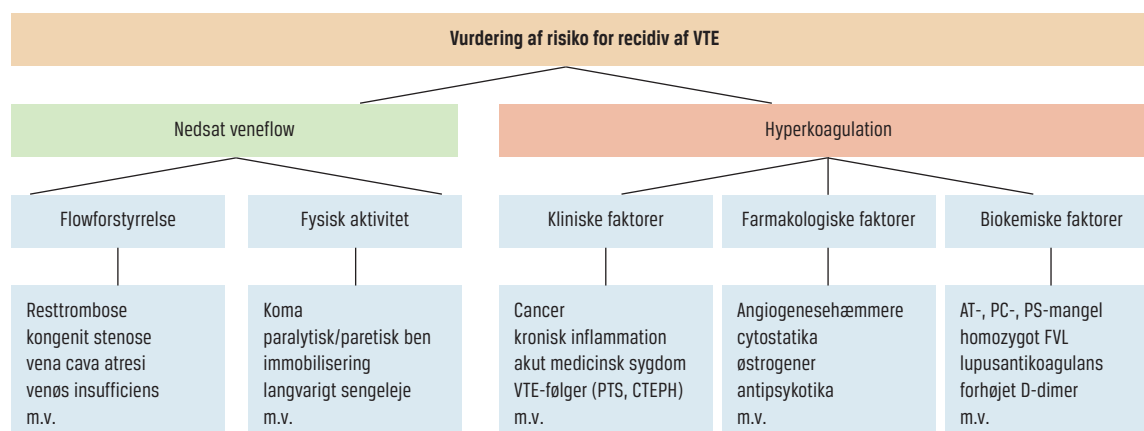 Vurdering af risiko for recidiv af VTE
Nedsat veneflow
Hyperkoagulation
Flowforstyrrelse
Fysisk aktivitet
Kliniske faktorer
Farmakologiske faktorer
Biokemiske faktorer
Resttrombose
kongenit stenose
vena cava atresi
venøs insufficiens
m.v.
Koma
paralytisk/paretisk ben
immobilisering
langvarigt sengeleje
m.v.
Cancer
kronisk inflammation
akut medicinsk sygdom
VTE-følger (PTS, CTEPH)
m.v.
Angiogenesehæmmere
cytostatika
østrogener
antipsykotika
m.v.
AT-, PC-, PS-mangel
homozygot FVL
lupusantikoagulans
forhøjet D-dimer
m.v.